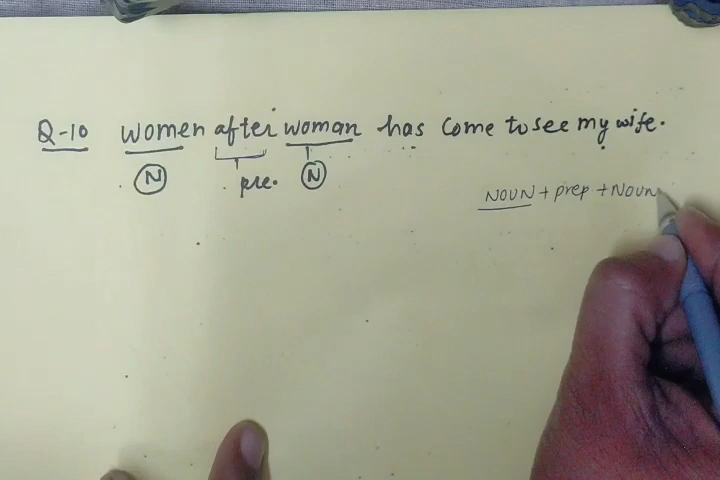 Q-10 women after woman has come to see my wife.
N pre. N
NOUN + prep + Noun